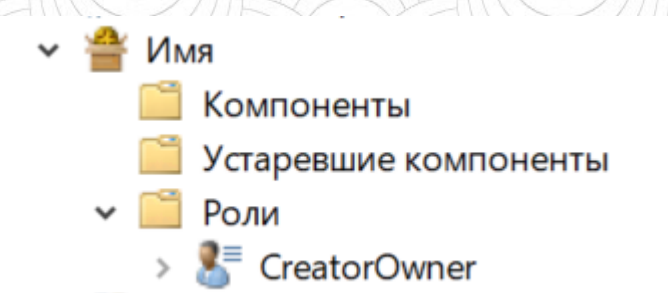 Имя
Компоненты
Устаревшие компоненты
Роли
CreatorOwner